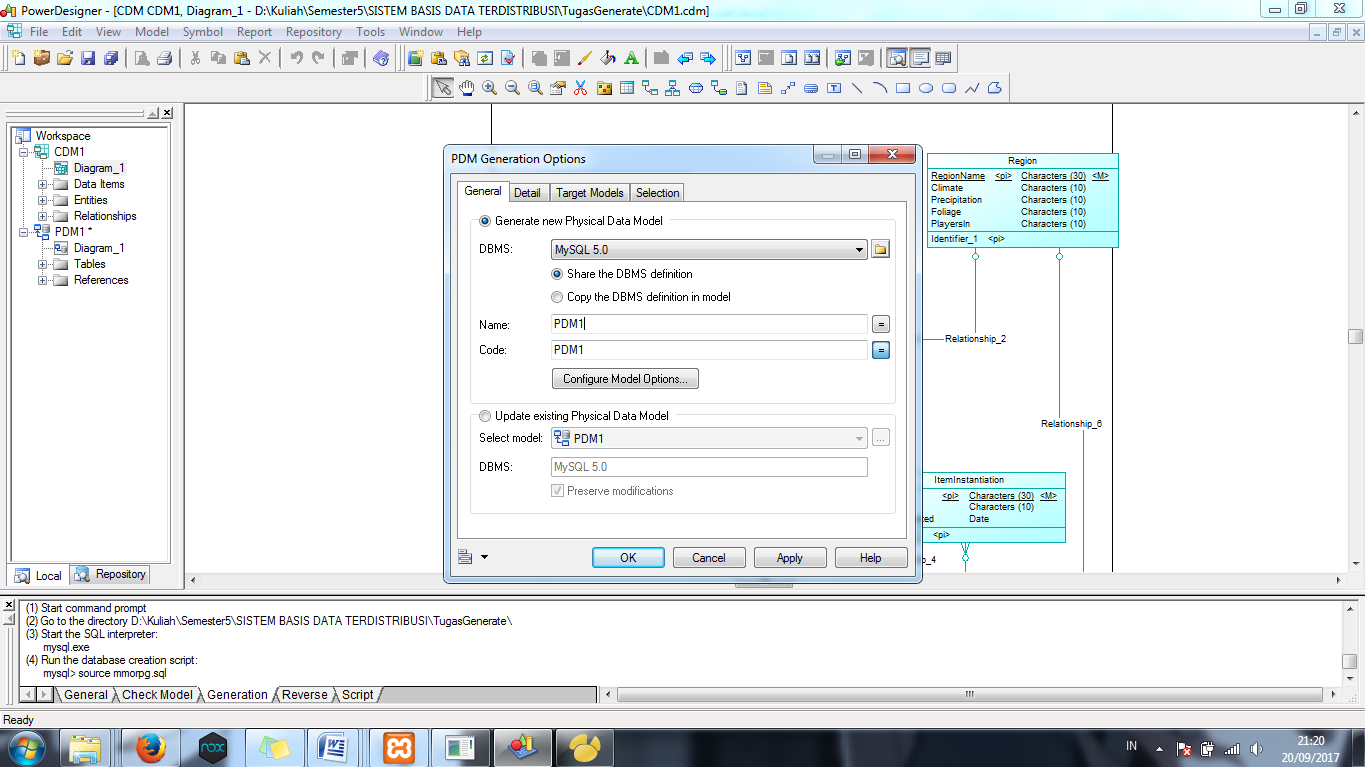 PowerDesigner - [CDM CDM1, Diagram_1 - D:\Kuliah\Semester5\SISTEM BASIS DATA TERDISTRIBUSI\TugasGenerate\CDM1.cdm]
File Edit View Model Symbol Report Repository Tools Window Help
Workspace
CDM1
Diagram_1
Data Items
Entities
Relationships
PDM1 *
Diagram_1
Tables
References
Local Repository
PDM Generation Options
General Detail Target Models Selection
Generate new Physical Data Model
DBMS: MySQL 5.0
Share the DBMS definition
Copy the DBMS definition in model
Name: PDM1 =
Code: PDM1 =
Configure Model Options...
Update existing Physical Data Model
Select model: PDM1 ...
DBMS: MySQL 5.0
Preserve modifications
OK Cancel Apply Help
Region
RegionName <pi> Characters (30) <M>
Climate Characters (10)
Precipitation Characters (10)
Foliage Characters (10)
PlayersIn Characters (10)
Identifier_1 <pi>
Relationship_2
Relationship_6
ItemInstantiation
<pi> Characters (30) <M>
Characters (10)
ted Date
<pi>
p_4
(1) Start command prompt
(2) Go to the directory D:\Kuliah\Semester5\SISTEM BASIS DATA TERDISTRIBUSI\TugasGenerate\
(3) Start the SQL interpreter:
mysql.exe
(4) Run the database creation script:
mysql> source mmorpg.sql
General Check Model Generation Reverse Script
Ready
nox
IN
21:20
20/09/2017